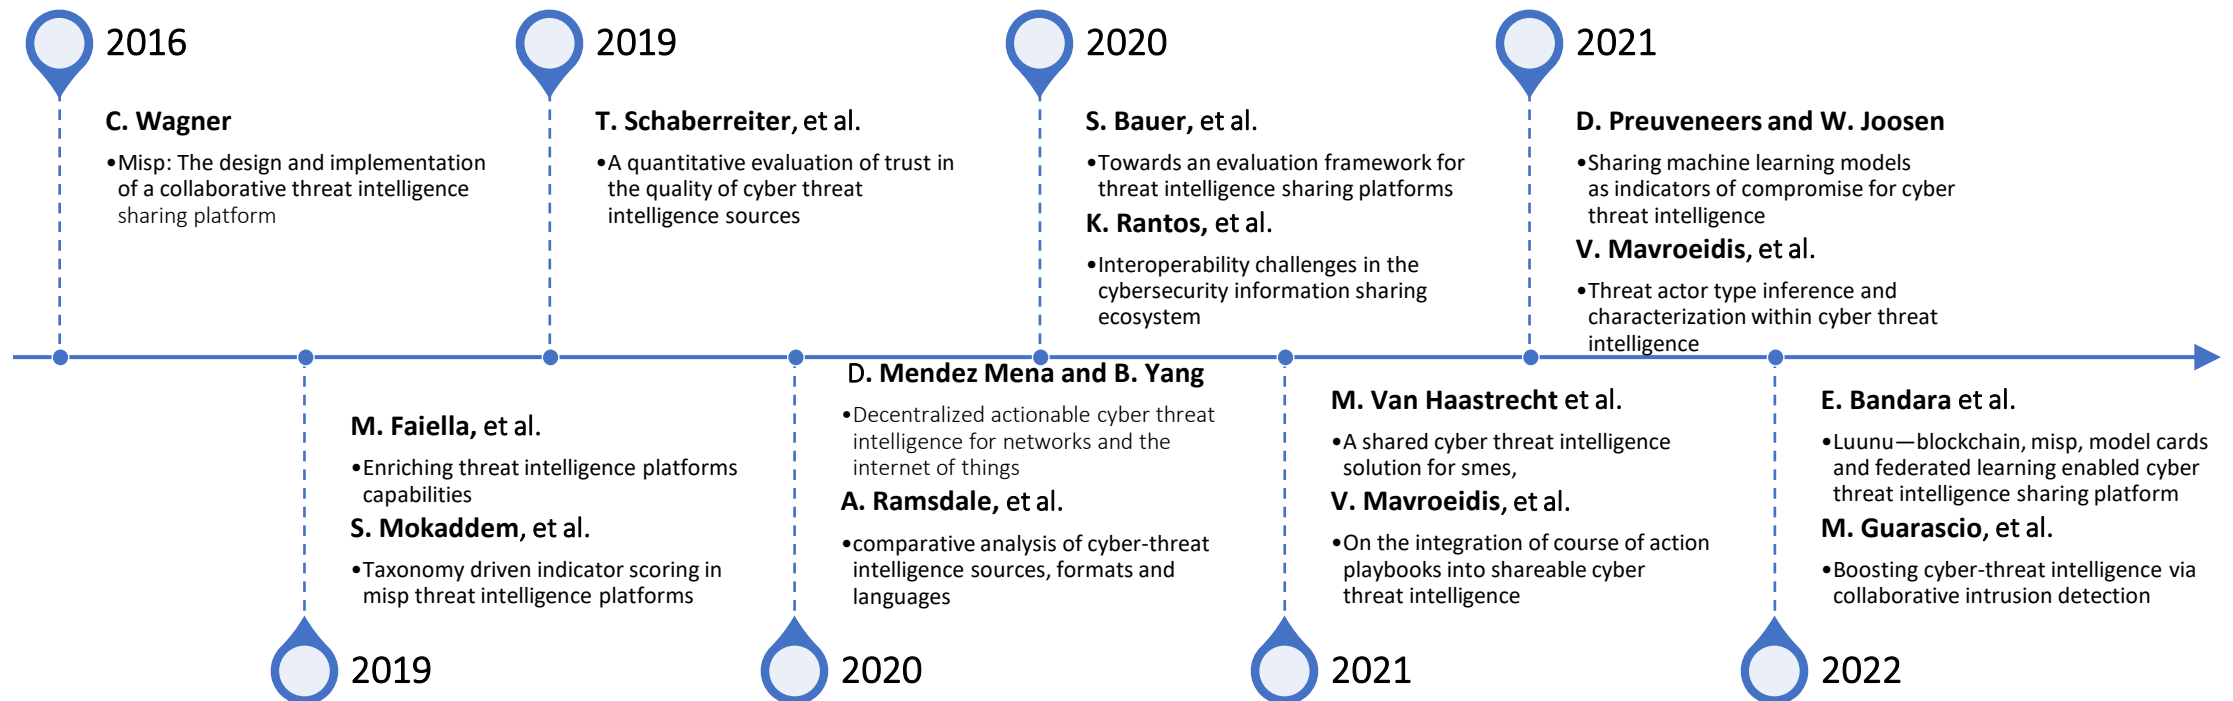 2016
C. Wagner
•Misp: The design and implementation
of a collaborative threat intelligence
sharing platform
2019
T. Schaberreiter, et al.
•A quantitative evaluation of trust in
the quality of cyber threat
intelligence sources
2020
S. Bauer, et al.
•Towards an evaluation framework for
threat intelligence sharing platforms
K. Rantos, et al.
•Interoperability challenges in the
cybersecurity information sharing
ecosystem
2021
D. Preuveneers and W. Joosen
•Sharing machine learning models
as indicators of compromise for cyber
threat intelligence
V. Mavroeidis, et al.
•Threat actor type inference and
characterization within cyber threat
intelligence
M. Faiella, et al.
•Enriching threat intelligence platforms
capabilities
S. Mokaddem, et al.
•Taxonomy driven indicator scoring in
misp threat intelligence platforms
2019
D. Mendez Mena and B. Yang
•Decentralized actionable cyber threat
intelligence for networks and the
internet of things
A. Ramsdale, et al.
•comparative analysis of cyber-threat
intelligence sources, formats and
languages
2020
M. Van Haastrecht et al.
•A shared cyber threat intelligence
solution for smes,
V. Mavroeidis, et al.
•On the integration of course of action
playbooks into shareable cyber
threat intelligence
2021
E. Bandara et al.
•Luunu—blockchain, misp, model cards
and federated learning enabled cyber
threat intelligence sharing platform
M. Guarascio, et al.
•Boosting cyber-threat intelligence via
collaborative intrusion detection
2022